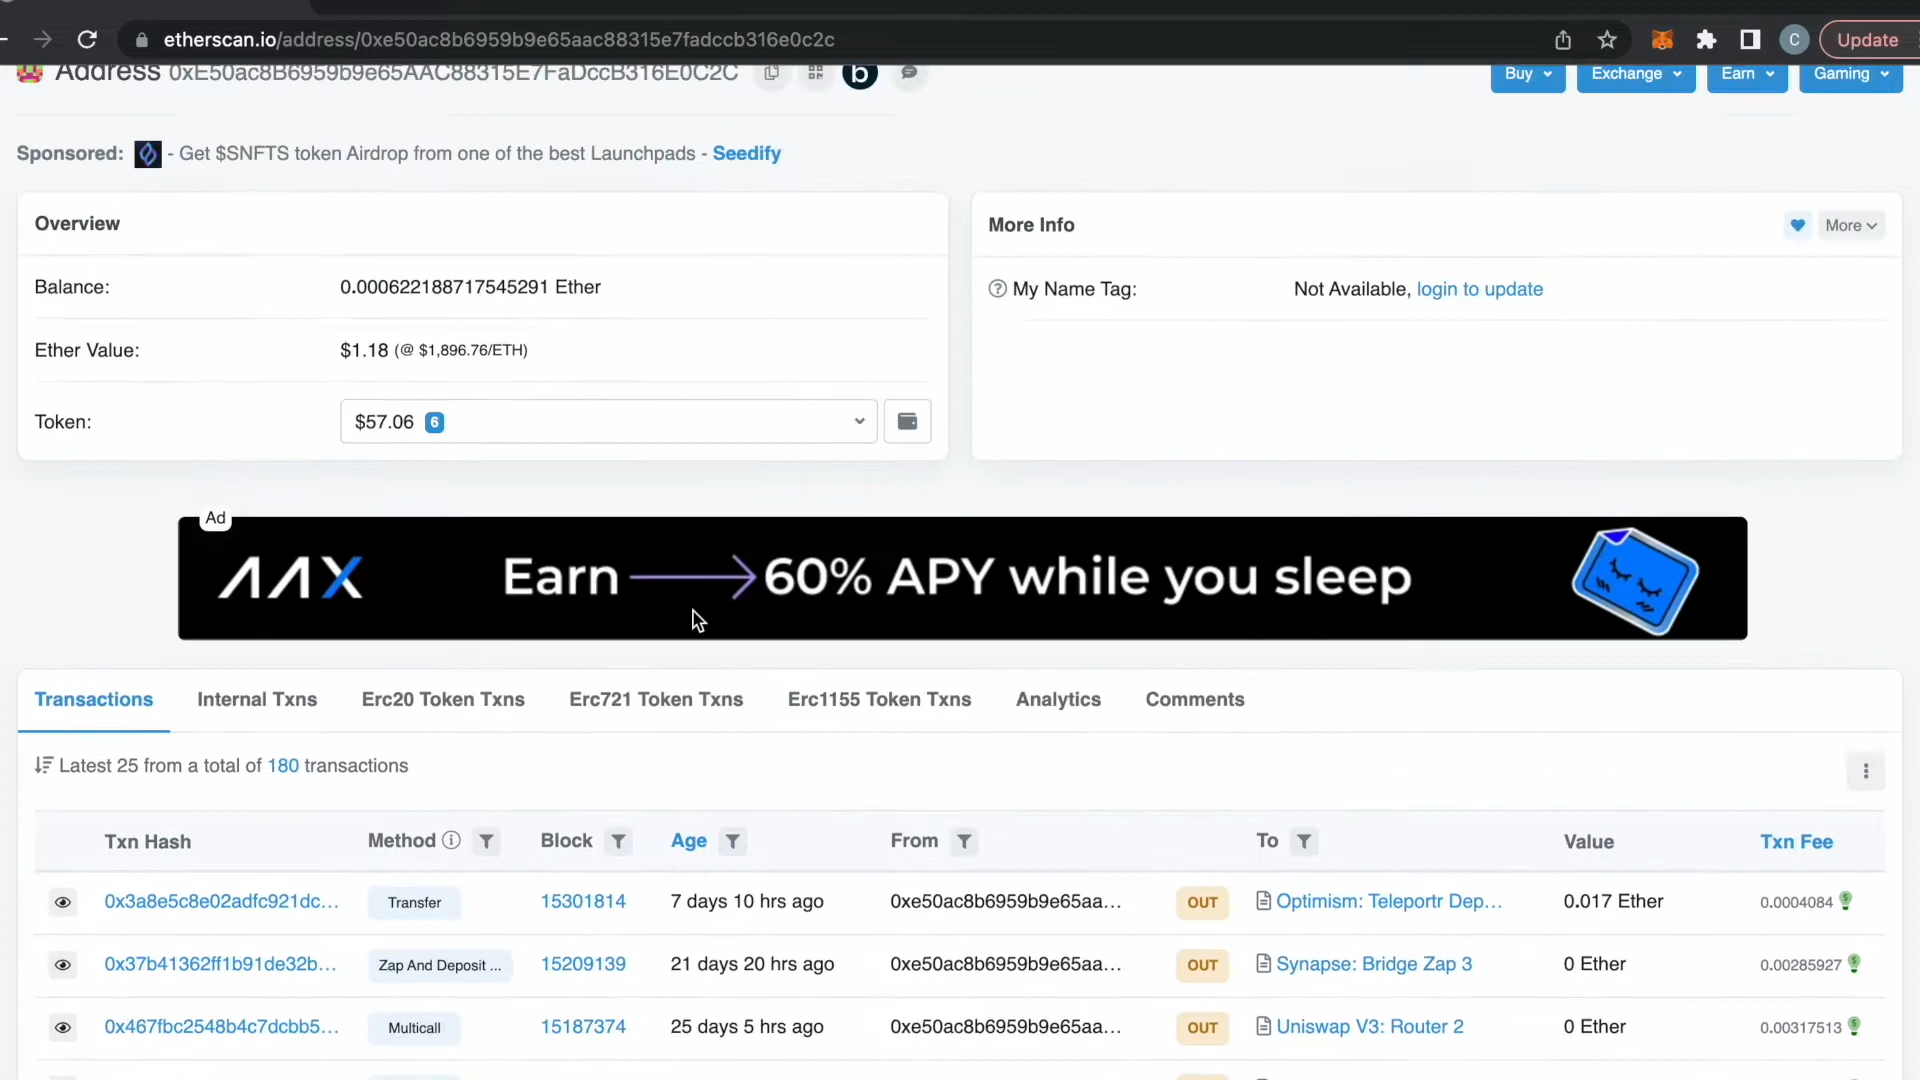 etherscan.io/address/0xe50ac8b6959b9e65aac88315e7fadccb316e0c2c
C
Update
Address 0xE50ac8B6959b9e65AAC88315E7FaDccB316E0C2C
b
Buy
Exchange
Earn
Gaming
Sponsored: - Get $SNFTS token Airdrop from one of the best Launchpads - Seedify
Overview
Balance: 0.000622188717545291 Ether
Ether Value: $1.18 (@ $1,896.76/ETH)
Token: $57.06 6
More Info
More
My Name Tag: Not Available, login to update
Ad
AAX Earn 60% APY while you sleep
Transactions Internal Txns Erc20 Token Txns Erc721 Token Txns Erc1155 Token Txns Analytics Comments
Latest 25 from a total of 180 transactions
Txn Hash Method Block Age From To Value Txn Fee
0x3a8e5c8e02adfc921dc... Transfer 15301814 7 days 10 hrs ago 0xe50ac8b6959b9e65aa... OUT Optimism: Teleportr Dep... 0.017 Ether 0.0004084
0x37b41362ff1b91de32b... Zap And Deposit ... 15209139 21 days 20 hrs ago 0xe50ac8b6959b9e65aa... OUT Synapse: Bridge Zap 3 0 Ether 0.00285927
0x467fbc2548b4c7dcbb5... Multicall 15187374 25 days 5 hrs ago 0xe50ac8b6959b9e65aa... OUT Uniswap V3: Router 2 0 Ether 0.00317513